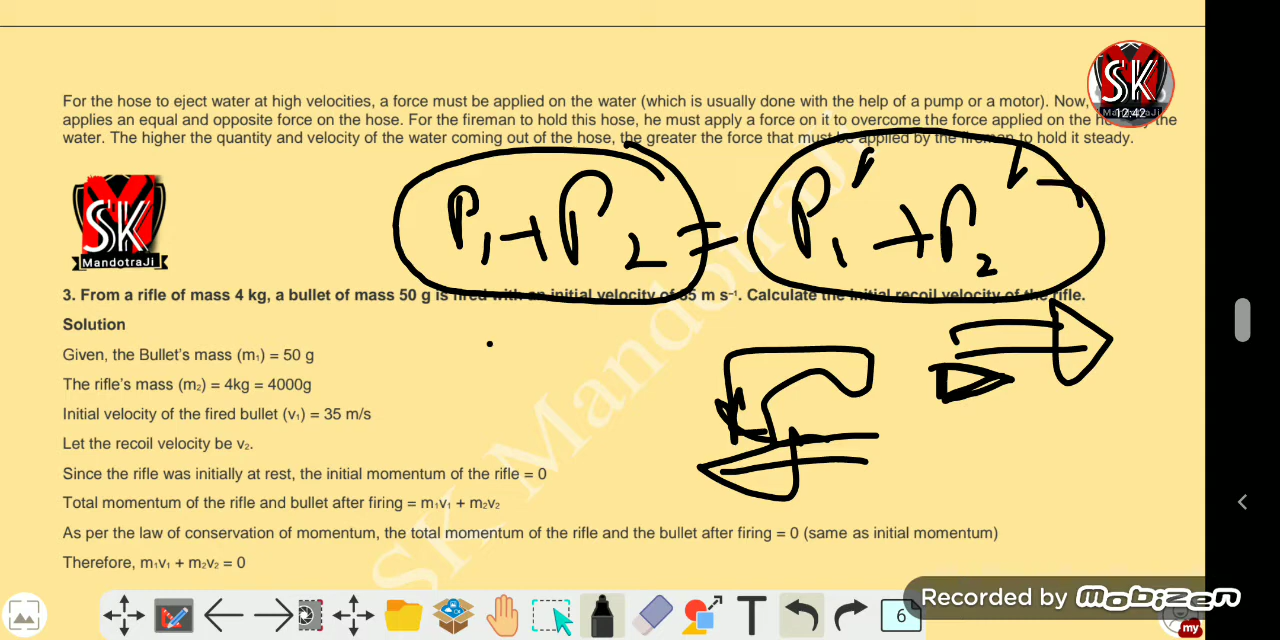 SK
12:42
For the hose to eject water at high velocities, a force must be applied on the water (which is usually done with the help of a pump or a motor). Now,
applies an equal and opposite force on the hose. For the fireman to hold this hose, he must apply a force on it to overcome the force applied on the the
water. The higher the quantity and velocity of the water coming out of the hose, the greater the force that must be applied by the fireman to hold it steady.
SK
MandotraJi
P₁ + P₂ = P₁' + P₂'
3. From a rifle of mass 4 kg, a bullet of mass 50 g is fired with an initial velocity of 35 m s⁻¹. Calculate the initial recoil velocity of the rifle.
Solution
Given, the Bullet's mass (m₁) = 50 g
The rifle's mass (m₂) = 4kg = 4000g
Initial velocity of the fired bullet (v₁) = 35 m/s
Let the recoil velocity be v₂.
Since the rifle was initially at rest, the initial momentum of the rifle = 0
Total momentum of the rifle and bullet after firing = m₁v₁ + m₂v₂
As per the law of conservation of momentum, the total momentum of the rifle and the bullet after firing = 0 (same as initial momentum)
Therefore, m₁v₁ + m₂v₂ = 0
SK Mandotra
T
6
Recorded by mobizen
my